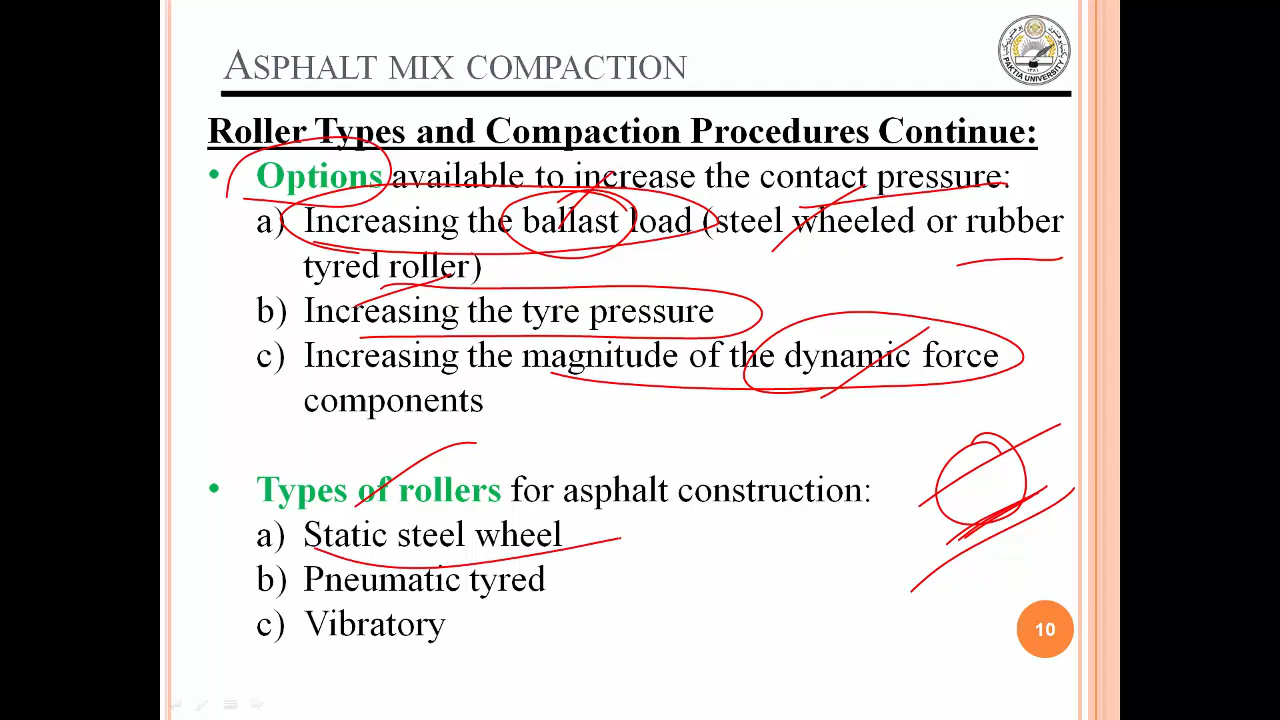 ASPHALT MIX COMPACTION
PAKTIA UNIVERSITY
Roller Types and Compaction Procedures Continue:
• Options available to increase the contact pressure:
a) Increasing the ballast load (steel wheeled or rubber
tyred roller)
b) Increasing the tyre pressure
c) Increasing the magnitude of the dynamic force
components
• Types of rollers for asphalt construction:
a) Static steel wheel
b) Pneumatic tyred
c) Vibratory
10